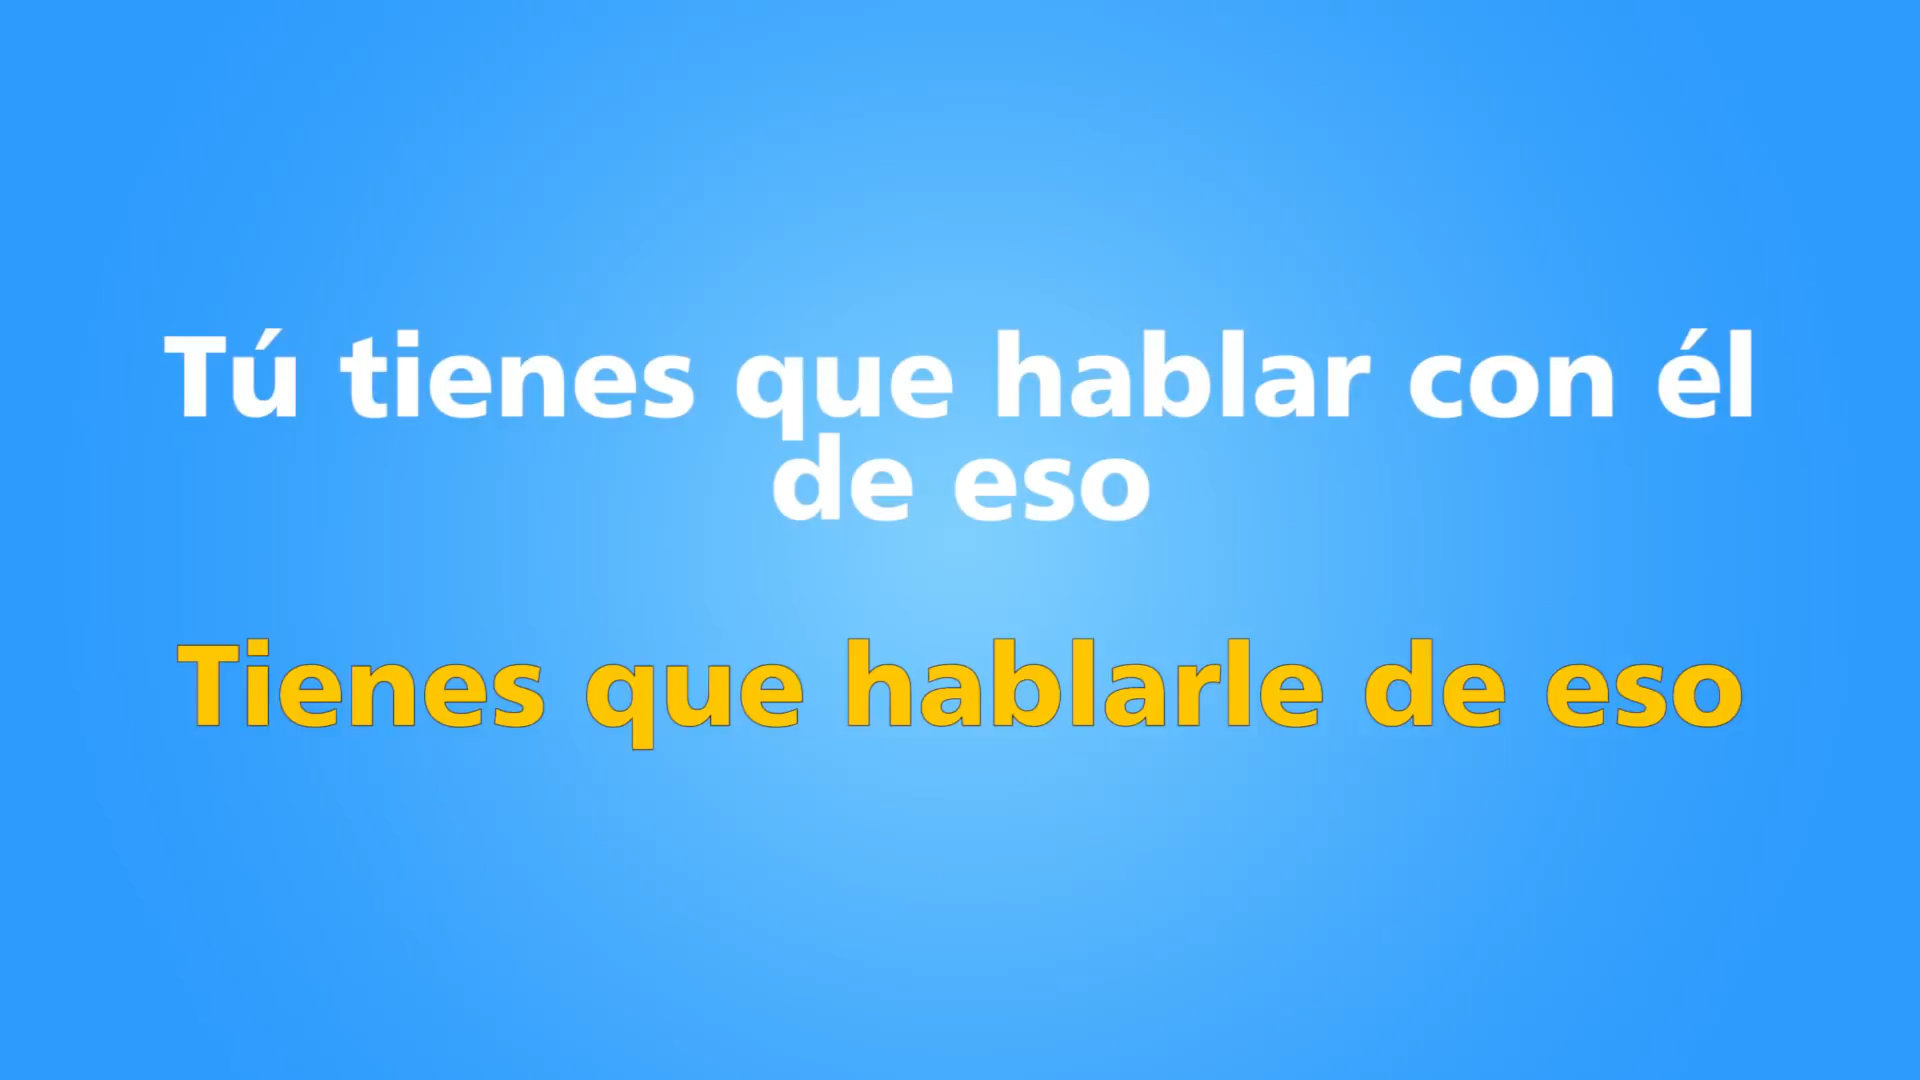 Tú tienes que hablar con él
de eso
Tienes que hablarle de eso